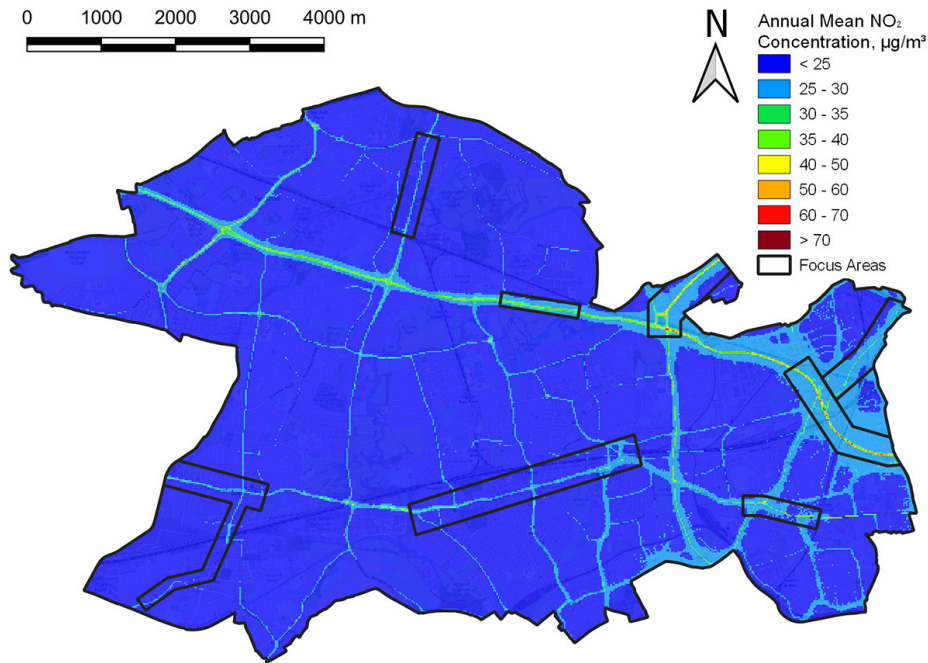 0 1000 2000 3000 4000 m
N
Annual Mean NO₂
Concentration, µg/m³
< 25
25 - 30
30 - 35
35 - 40
40 - 50
50 - 60
60 - 70
> 70
Focus Areas